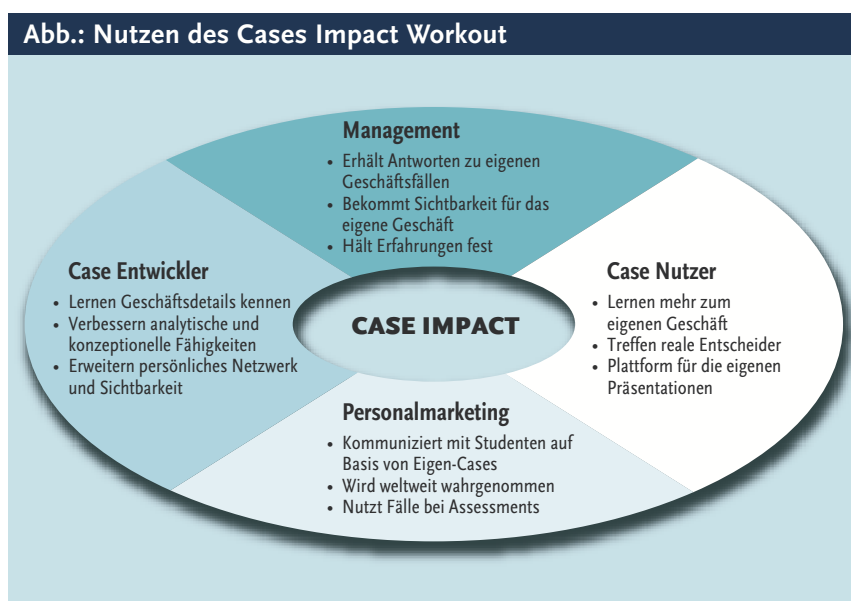 Abb.: Nutzen des Cases Impact Workout
Management
• Erhält Antworten zu eigenen
Geschäftsfällen
• Bekommt Sichtbarkeit für das
eigene Geschäft
• Hält Erfahrungen fest
Case Entwickler
• Lernen Geschäftsdetails kennen
• Verbessern analytische und
konzeptionelle Fähigkeiten
• Erweitern persönliches Netzwerk
und Sichtbarkeit
CASE IMPACT
Case Nutzer
• Lernen mehr zum
eigenen Geschäft
• Treffen reale Entscheider
• Plattform für die eigenen
Präsentationen
Personalmarketing
• Kommuniziert mit Studenten auf
Basis von Eigen-Cases
• Wird weltweit wahrgenommen
• Nutzt Fälle bei Assessments